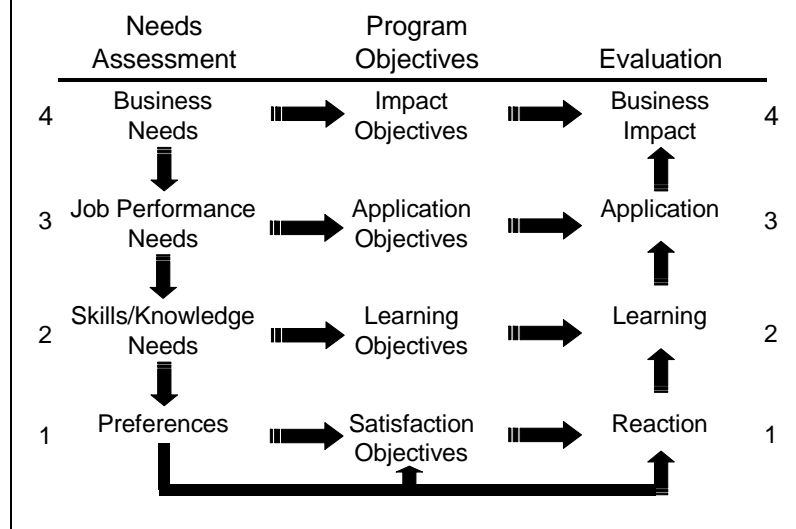 Needs
Assessment
Program
Objectives
Evaluation
4
Business
Needs
Impact
Objectives
Business
Impact
4
3
Job Performance
Needs
Application
Objectives
Application
3
2
Skills/Knowledge
Needs
Learning
Objectives
Learning
2
1
Preferences
Satisfaction
Objectives
Reaction
1